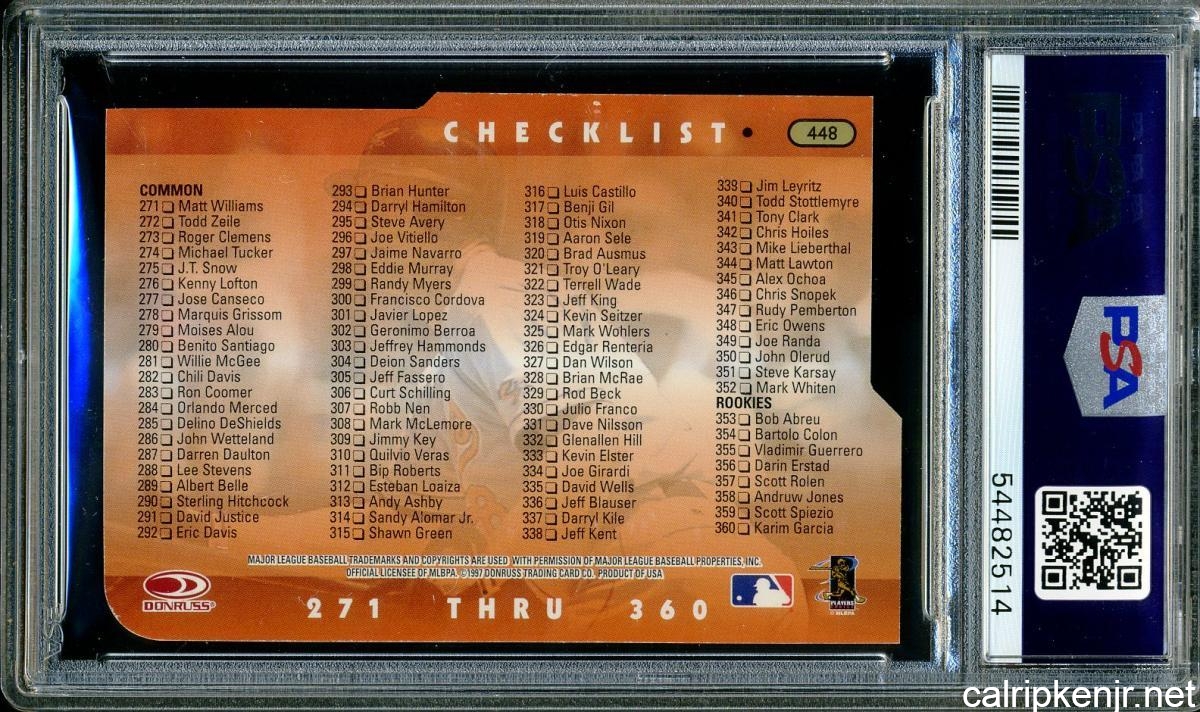 CHECKLIST • 448
COMMON
271 Matt Williams
272 Todd Zeile
273 Roger Clemens
274 Michael Tucker
275 J.T. Snow
276 Kenny Lofton
277 Jose Canseco
278 Marquis Grissom
279 Moises Alou
280 Benito Santiago
281 Willie McGee
282 Chili Davis
283 Ron Coomer
284 Orlando Merced
285 Delino DeShields
286 John Wetteland
287 Darren Daulton
288 Lee Stevens
289 Albert Belle
290 Sterling Hitchcock
291 David Justice
292 Eric Davis
293 Brian Hunter
294 Darryl Hamilton
295 Steve Avery
296 Joe Vitiello
297 Jaime Navarro
298 Eddie Murray
299 Randy Myers
300 Francisco Cordova
301 Javier Lopez
302 Geronimo Berroa
303 Jeffrey Hammonds
304 Deion Sanders
305 Jeff Fassero
306 Curt Schilling
307 Robb Nen
308 Mark McLemore
309 Jimmy Key
310 Quilvio Veras
311 Bip Roberts
312 Esteban Loaiza
313 Andy Ashby
314 Sandy Alomar Jr.
315 Shawn Green
316 Luis Castillo
317 Benji Gil
318 Otis Nixon
319 Aaron Sele
320 Brad Ausmus
321 Troy O'Leary
322 Terrell Wade
323 Jeff King
324 Kevin Seitzer
325 Mark Wohlers
326 Edgar Renteria
327 Dan Wilson
328 Brian McRae
329 Rod Beck
330 Julio Franco
331 Dave Nilsson
332 Glenallen Hill
333 Kevin Elster
334 Joe Girardi
335 David Wells
336 Jeff Blauser
337 Darryl Kile
338 Jeff Kent
339 Jim Leyritz
340 Todd Stottlemyre
341 Tony Clark
342 Chris Hoiles
343 Mike Lieberthal
344 Matt Lawton
345 Alex Ochoa
346 Chris Snopek
347 Rudy Pemberton
348 Eric Owens
349 Joe Randa
350 John Olerud
351 Steve Karsay
352 Mark Whiten
ROOKIES
353 Bob Abreu
354 Bartolo Colon
355 Vladimir Guerrero
356 Darin Erstad
357 Scott Rolen
358 Andruw Jones
359 Scott Spiezio
360 Karim Garcia
MAJOR LEAGUE BASEBALL TRADEMARKS AND COPYRIGHTS ARE USED WITH PERMISSION OF MAJOR LEAGUE BASEBALL PROPERTIES, INC.
OFFICIAL LICENSEE OF MLBPA. ©1997 DONRUSS TRADING CARD CO. PRODUCT OF USA
DONRUSS®
271 THRU 360
PLAYERS
© MLBPA
PSA
54482514
calripkenjr.net